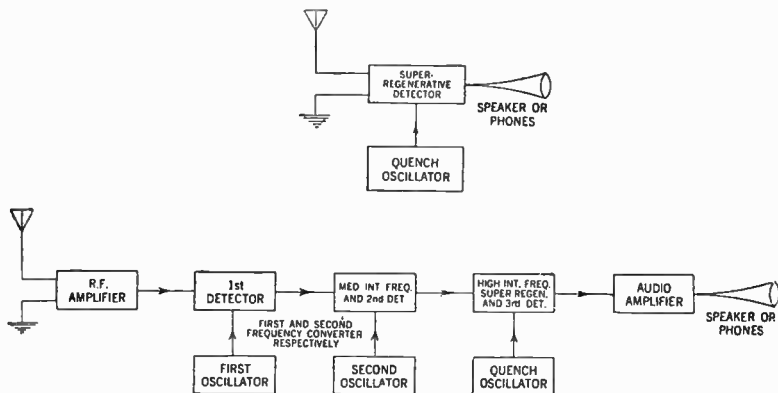 SUPER-
REGENERATIVE
DETECTOR
SPEAKER OR
PHONES
QUENCH
OSCILLATOR
R.F.
AMPLIFIER
1st
DETECTOR
MED INT FREQ.
AND 2nd DET
HIGH INT. FREQ.
SUPER REGEN.
AND 3rd DET.
AUDIO
AMPLIFIER
SPEAKER OR
PHONES
FIRST AND SECOND
FREQUENCY CONVERTER
RESPECTIVELY
FIRST
OSCILLATOR
SECOND
OSCILLATOR
QUENCH
OSCILLATOR